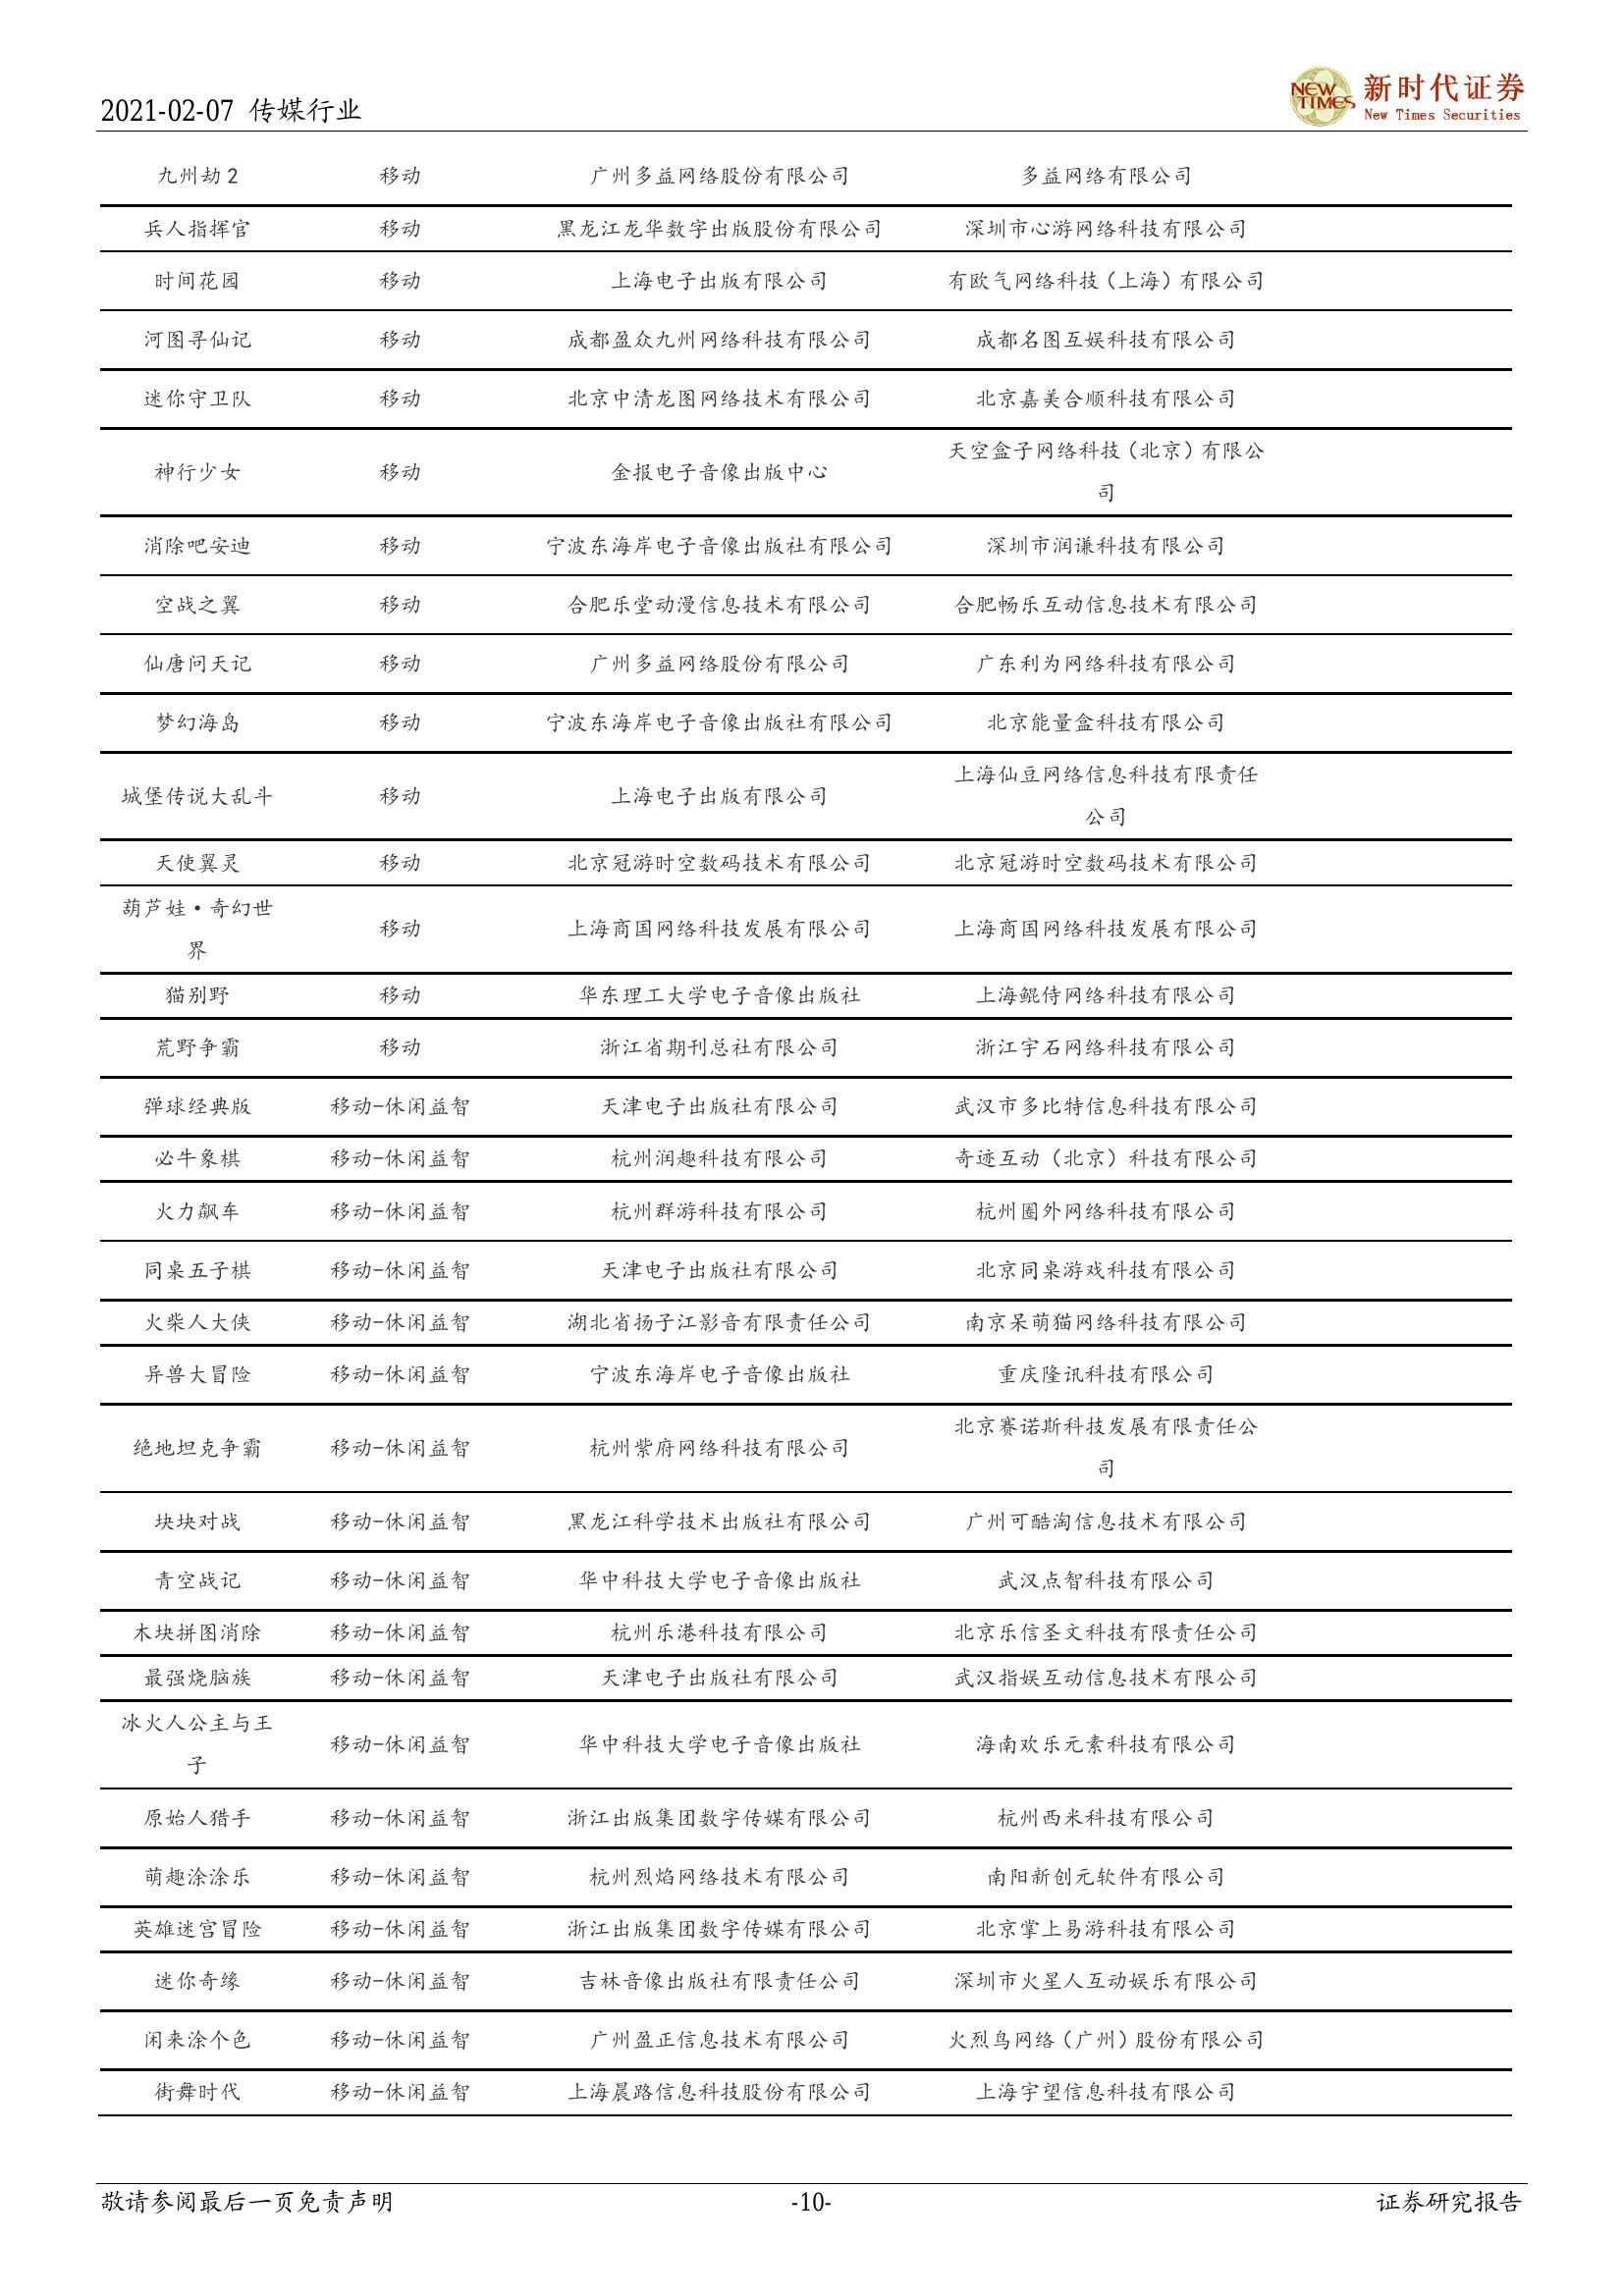 2021-02-07 传媒行业
NEW TIMES
新时代证券
New Times Securities
九州劫 2 移动 广州多益网络股份有限公司 多益网络有限公司
兵人指挥官 移动 黑龙江龙华数字出版股份有限公司 深圳市心游网络科技有限公司
时间花园 移动 上海电子出版有限公司 有欧气网络科技（上海）有限公司
河图寻仙记 移动 成都盈众九州网络科技有限公司 成都名图互娱科技有限公司
迷你守卫队 移动 北京中清龙图网络技术有限公司 北京嘉美合顺科技有限公司
神行少女 移动 金报电子音像出版中心 天空盒子网络科技（北京）有限公
司
消除吧安迪 移动 宁波东海岸电子音像出版社有限公司 深圳市润谦科技有限公司
空战之翼 移动 合肥乐堂动漫信息技术有限公司 合肥畅乐互动信息技术有限公司
仙唐问天记 移动 广州多益网络股份有限公司 广东利为网络科技有限公司
梦幻海岛 移动 宁波东海岸电子音像出版社有限公司 北京能量盒科技有限公司
城堡传说大乱斗 移动 上海电子出版有限公司 上海仙豆网络信息科技有限责任
公司
天使翼灵 移动 北京冠游时空数码技术有限公司 北京冠游时空数码技术有限公司
葫芦娃·奇幻世
界 移动 上海商国网络科技发展有限公司 上海商国网络科技发展有限公司
猫别野 移动 华东理工大学电子音像出版社 上海鲲侍网络科技有限公司
荒野争霸 移动 浙江省期刊总社有限公司 浙江宇石网络科技有限公司
弹球经典版 移动-休闲益智 天津电子出版社有限公司 武汉市多比特信息科技有限公司
必牛象棋 移动-休闲益智 杭州润趣科技有限公司 奇迹互动（北京）科技有限公司
火力飙车 移动-休闲益智 杭州群游科技有限公司 杭州圈外网络科技有限公司
同桌五子棋 移动-休闲益智 天津电子出版社有限公司 北京同桌游戏科技有限公司
火柴人大侠 移动-休闲益智 湖北省扬子江影音有限责任公司 南京呆萌猫网络科技有限公司
异兽大冒险 移动-休闲益智 宁波东海岸电子音像出版社 重庆隆讯科技有限公司
绝地坦克争霸 移动-休闲益智 杭州紫府网络科技有限公司 北京赛诺斯科技发展有限责任公
司
块块对战 移动-休闲益智 黑龙江科学技术出版社有限公司 广州可酷淘信息技术有限公司
青空战记 移动-休闲益智 华中科技大学电子音像出版社 武汉点智科技有限公司
木块拼图消除 移动-休闲益智 杭州乐港科技有限公司 北京乐信圣文科技有限责任公司
最强烧脑族 移动-休闲益智 天津电子出版社有限公司 武汉指娱互动信息技术有限公司
冰火人公主与王
子 移动-休闲益智 华中科技大学电子音像出版社 海南欢乐元素科技有限公司
原始人猎手 移动-休闲益智 浙江出版集团数字传媒有限公司 杭州西米科技有限公司
萌趣涂涂乐 移动-休闲益智 杭州烈焰网络技术有限公司 南阳新创元软件有限公司
英雄迷宫冒险 移动-休闲益智 浙江出版集团数字传媒有限公司 北京掌上易游科技有限公司
迷你奇缘 移动-休闲益智 吉林音像出版社有限责任公司 深圳市火星人互动娱乐有限公司
闲来涂个色 移动-休闲益智 广州盈正信息技术有限公司 火烈鸟网络（广州）股份有限公司
街舞时代 移动-休闲益智 上海晨路信息科技股份有限公司 上海宇望信息科技有限公司
敬请参阅最后一页免责声明 -10- 证券研究报告